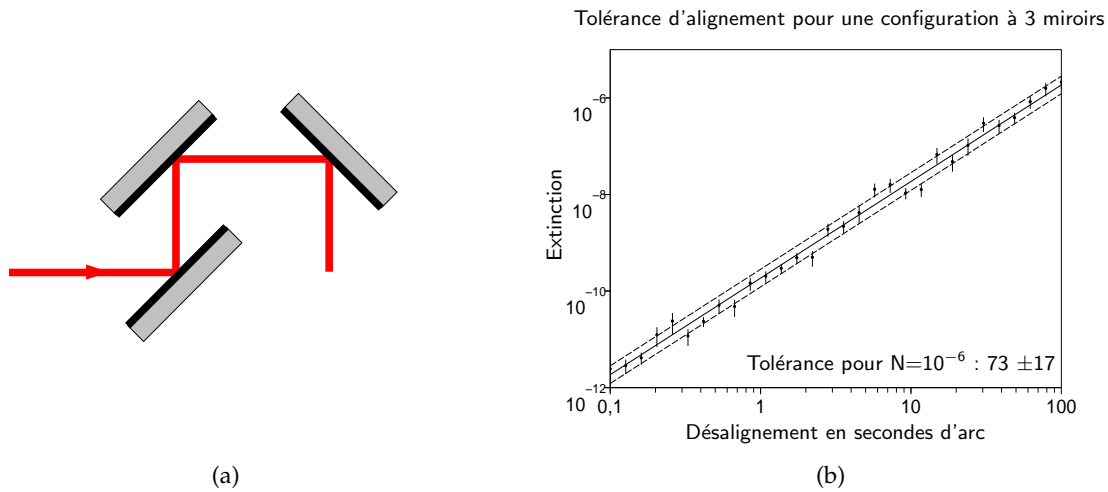 Tolérance d'alignement pour une configuration à 3 miroirs
Extinction
10⁻⁶
10⁻⁸
10⁻¹⁰
10⁻¹²
Tolérance pour N=10⁻⁶ : 73 ±17
0,1 1 10 100
Désalignement en secondes d'arc
(a) (b)